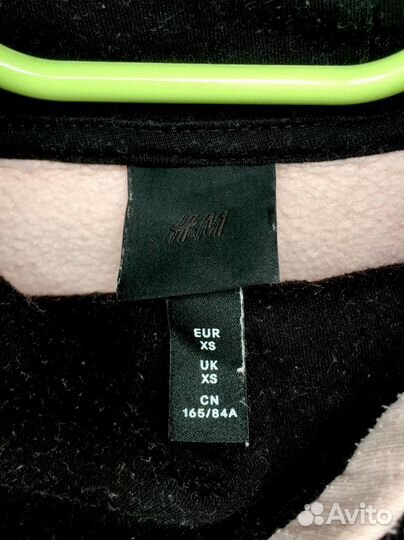 H&M
EUR
XS
UK
XS
CN
165/84A
Avito